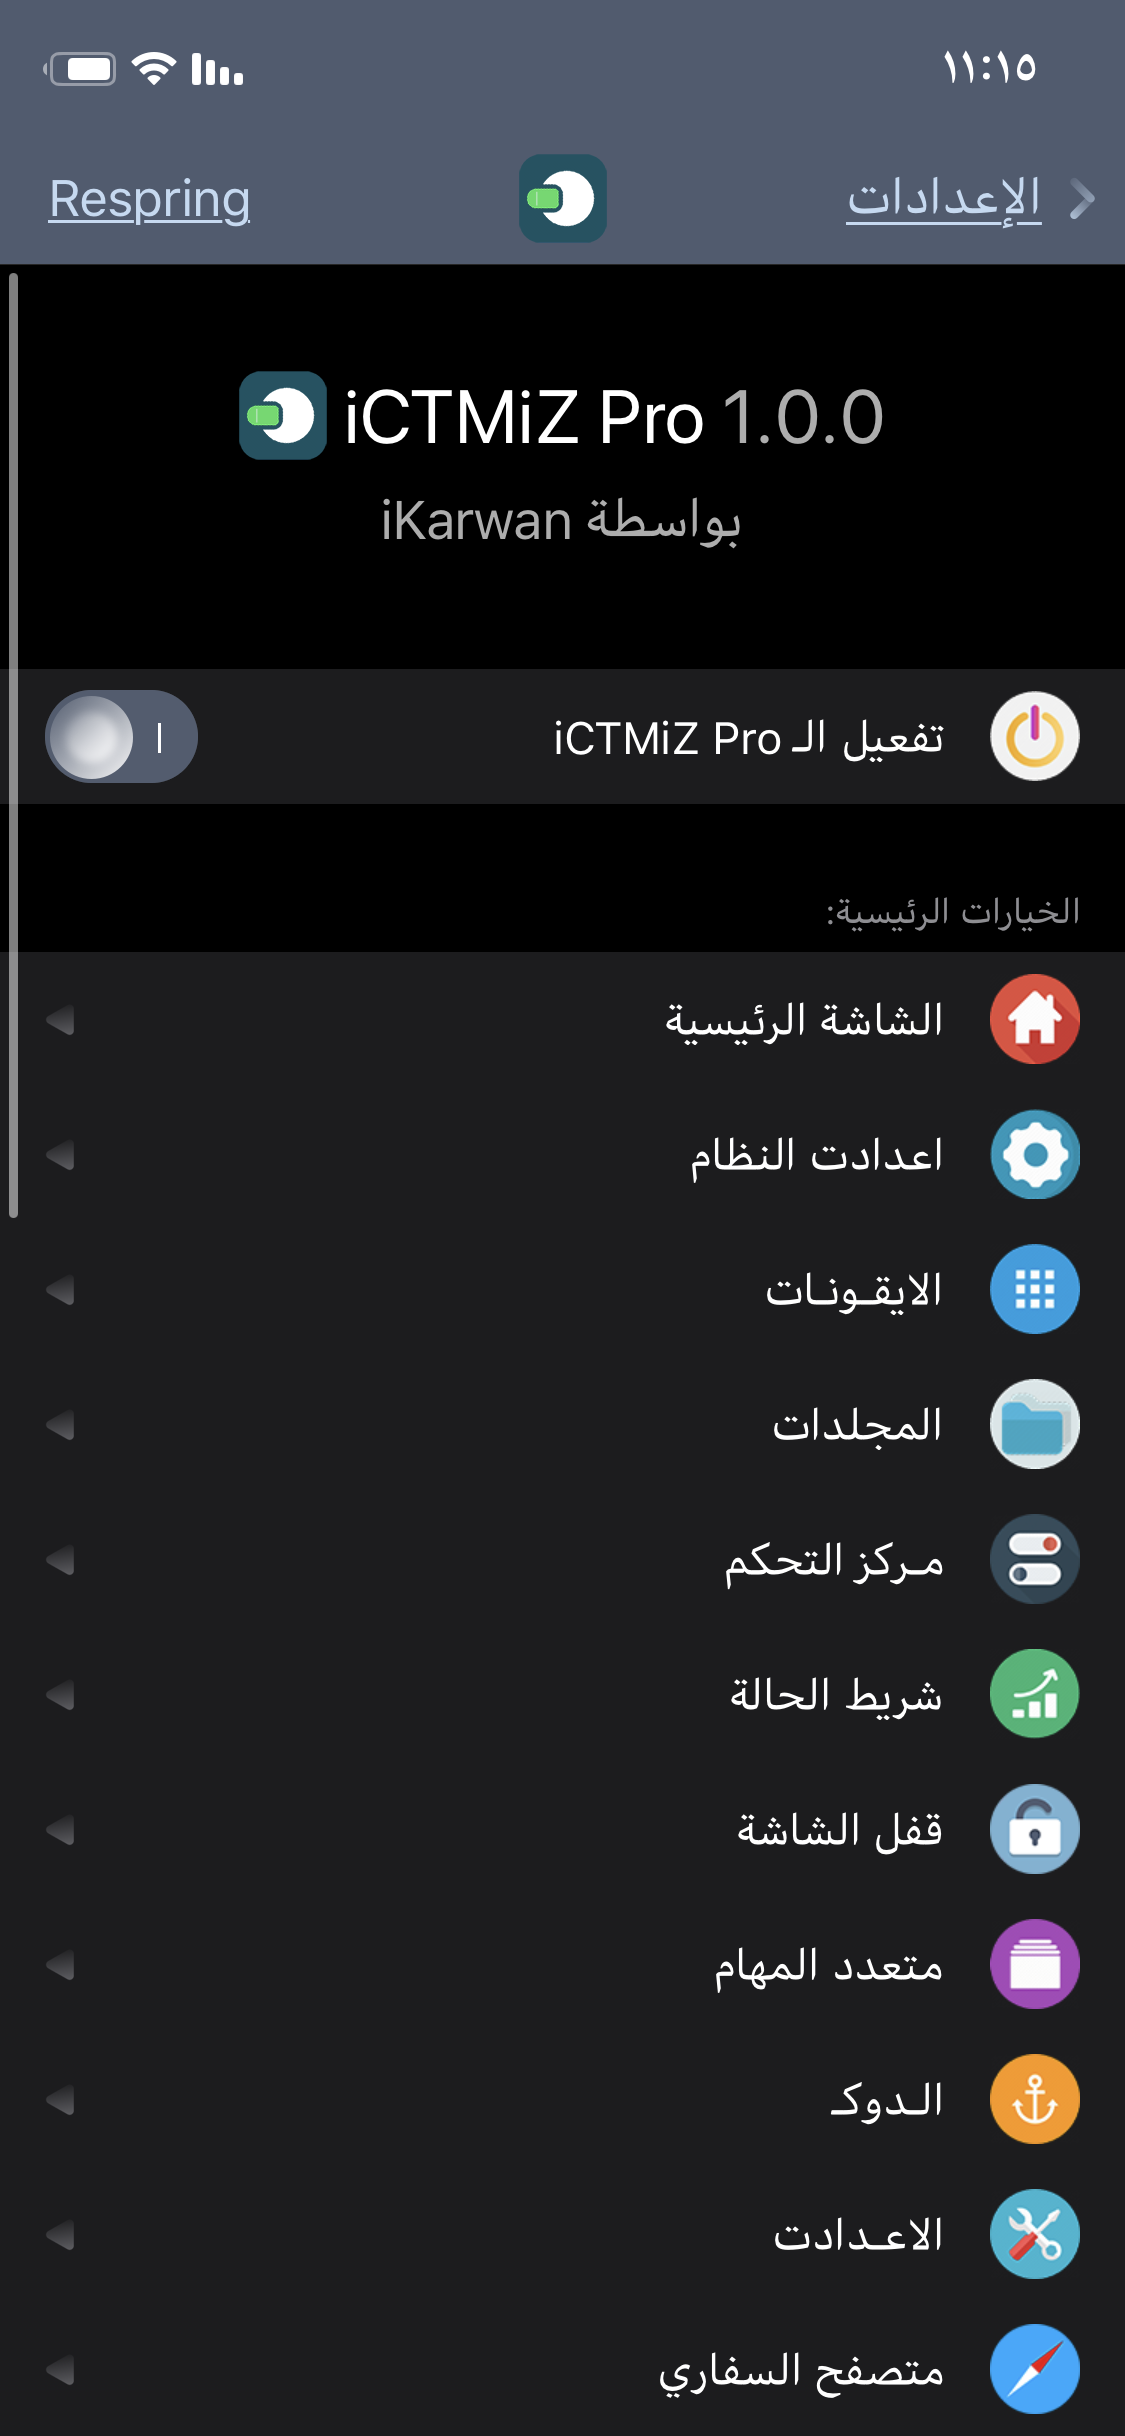 ١١:١٥
الإعدادات
Respring
iCTMiZ Pro 1.0.0
بواسطة iKarwan
تفعيل الـ iCTMiZ Pro
الخيارات الرئيسية:
الشاشة الرئيسية
اعدادت النظام
الايقـونـات
المجلدات
مـركز التحكم
شريط الحالة
قفل الشاشة
متعدد المهام
الـدوكـ
الاعـدادت
متصفح السفاري